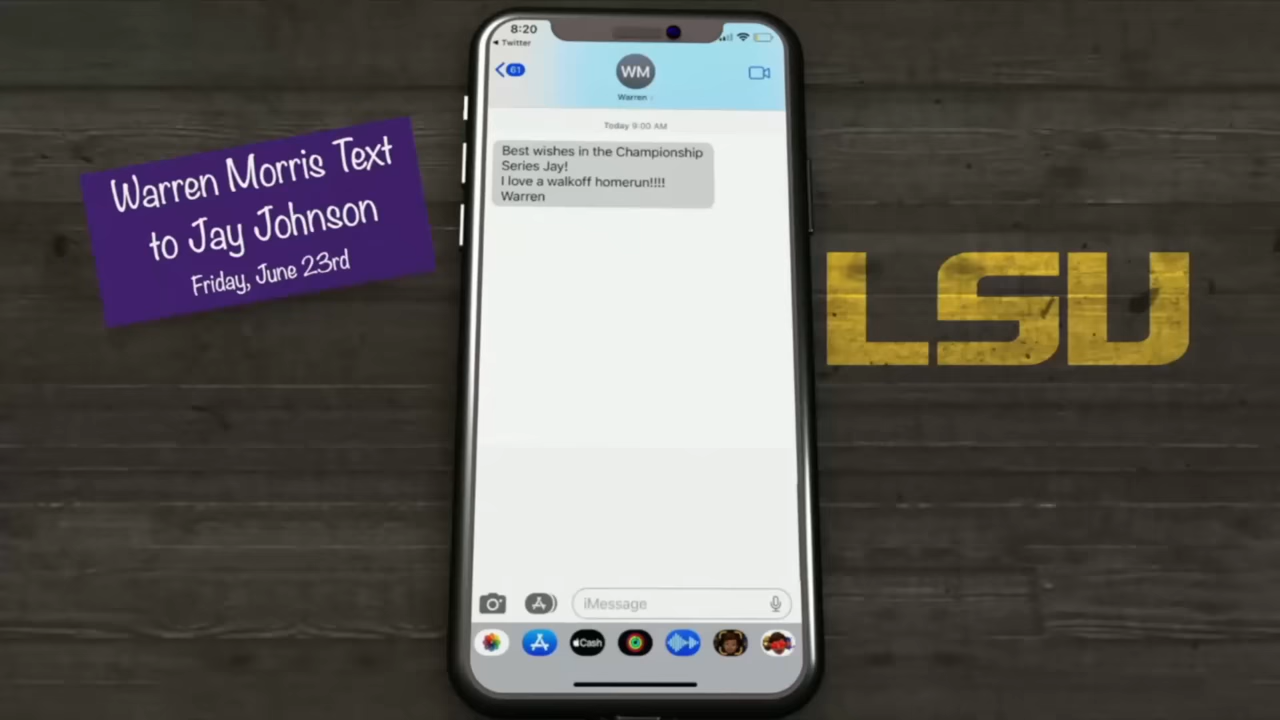 8:20
Twitter
61
WM
Warren
Today 9:00 AM
Best wishes in the Championship
Series Jay!
I love a walkoff homerun!!!!
Warren
Warren Morris Text
to Jay Johnson
Friday, June 23rd
LSU
iMessage
Cash